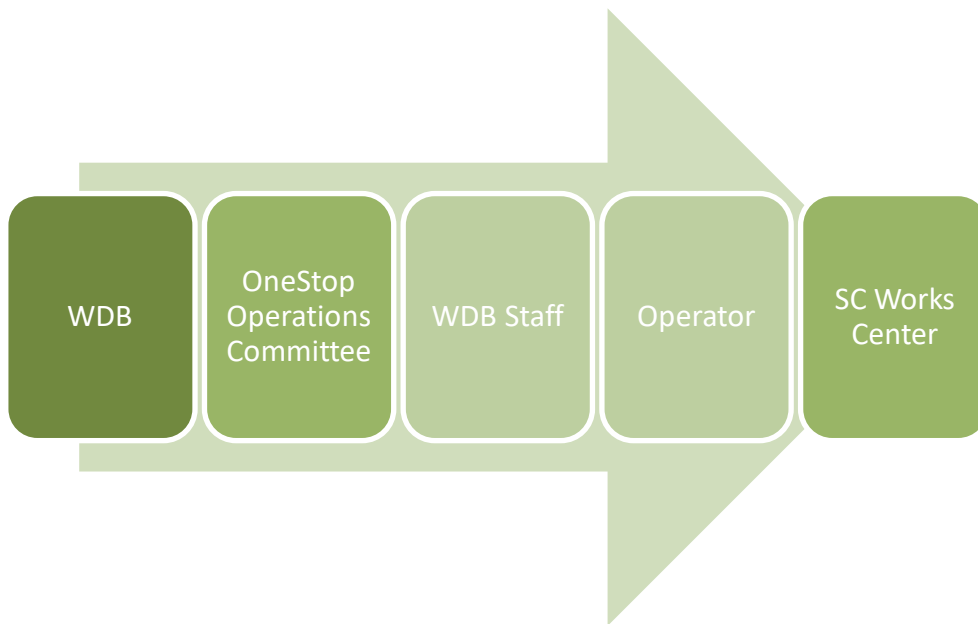 WDB
OneStop
Operations
Committee
WDB Staff
Operator
SC Works
Center